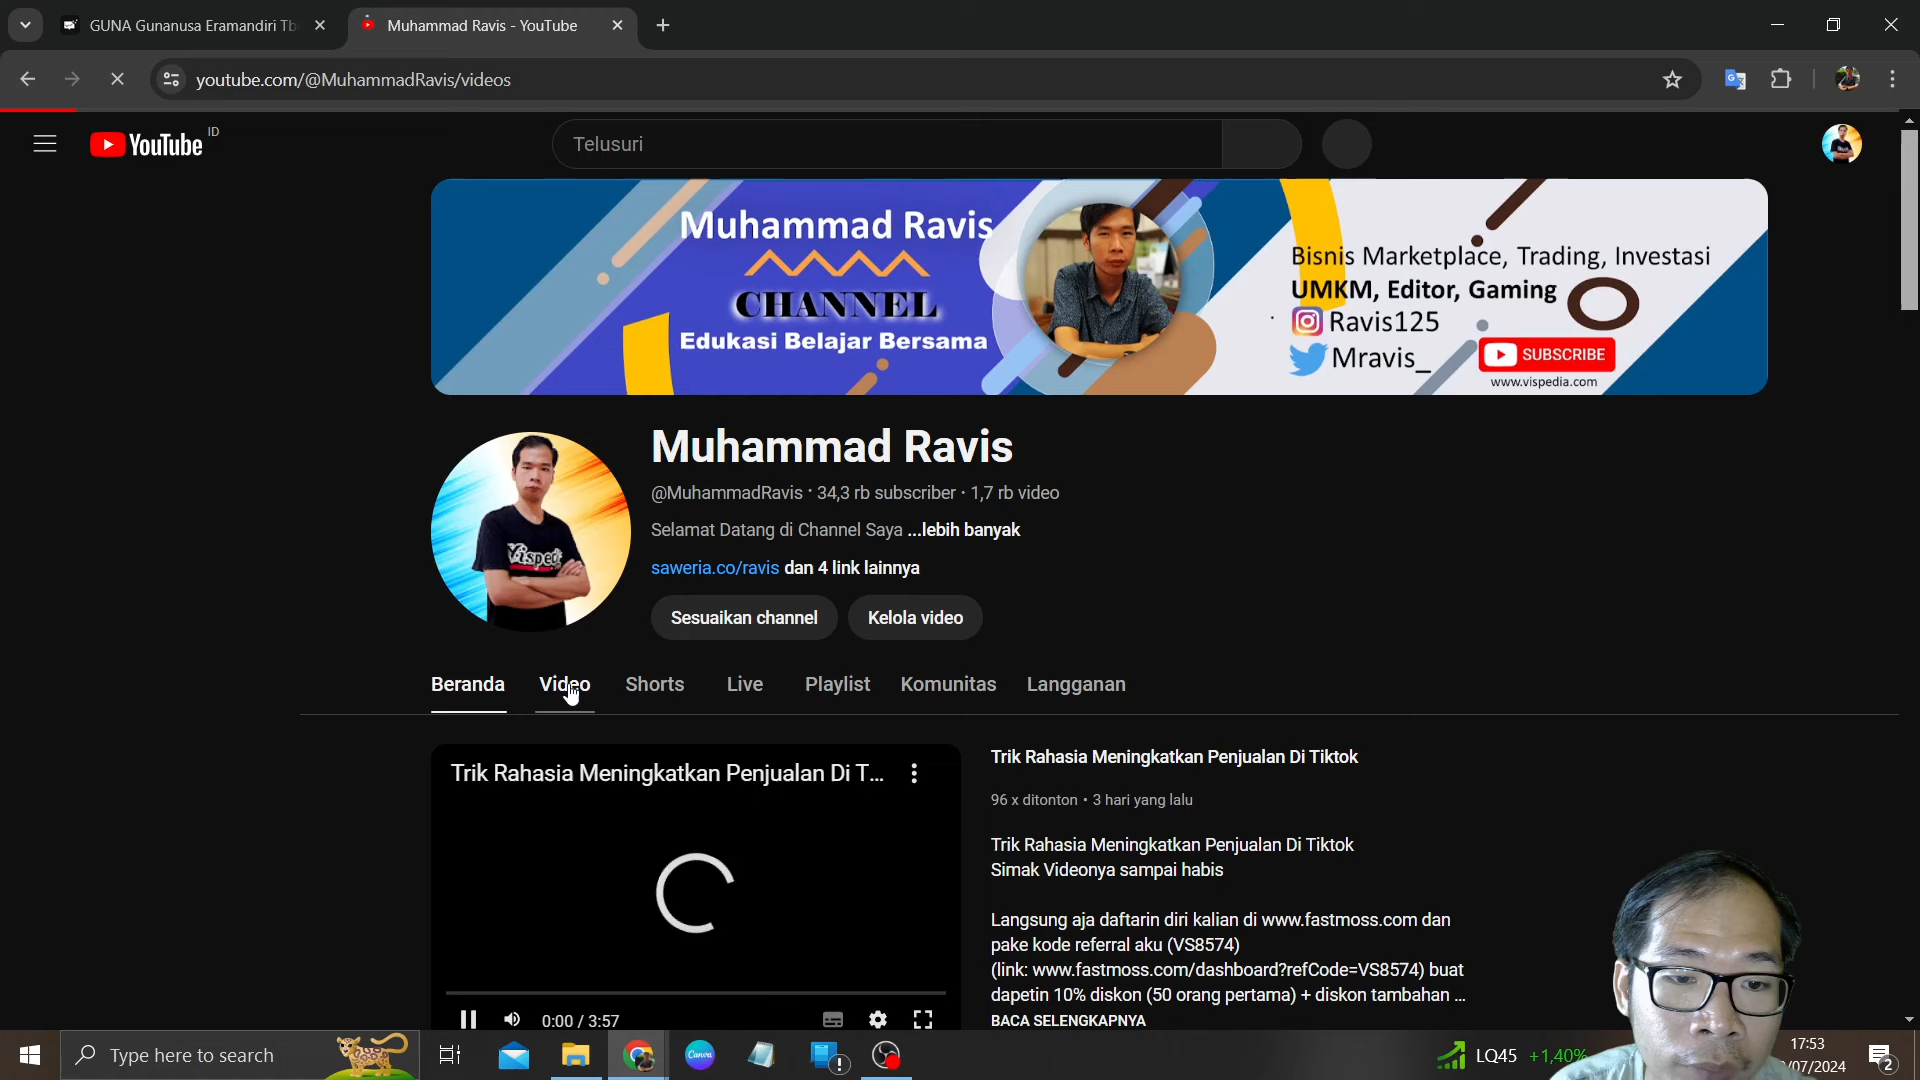 GUNA Gunanusa Eramandiri Tb
Muhammad Ravis - YouTube
youtube.com/@MuhammadRavis/videos
YouTube ID
Telusuri
Muhammad Ravis
CHANNEL
Edukasi Belajar Bersama
Bisnis Marketplace, Trading, Investasi
UMKM, Editor, Gaming
Ravis125
Mravis_
SUBSCRIBE
www.vispedia.com
Muhammad Ravis
@MuhammadRavis • 34,3 rb subscriber • 1,7 rb video
Selamat Datang di Channel Saya ...lebih banyak
saweria.co/ravis dan 4 link lainnya
Sesuaikan channel
Kelola video
Beranda
Video
Shorts
Live
Playlist
Komunitas
Langganan
Trik Rahasia Meningkatkan Penjualan Di T...
0:00 / 3:57
Trik Rahasia Meningkatkan Penjualan Di Tiktok
96 x ditonton • 3 hari yang lalu
Trik Rahasia Meningkatkan Penjualan Di Tiktok
Simak Videonya sampai habis
Langsung aja daftarin diri kalian di www.fastmoss.com dan
pake kode referral aku (VS8574)
(link: www.fastmoss.com/dashboard?refCode=VS8574) buat
dapetin 10% diskon (50 orang pertama) + diskon tambahan ...
BACA SELENGKAPNYA
Type here to search
Canva
LQ45 +1,40%
17:53
/07/2024
2